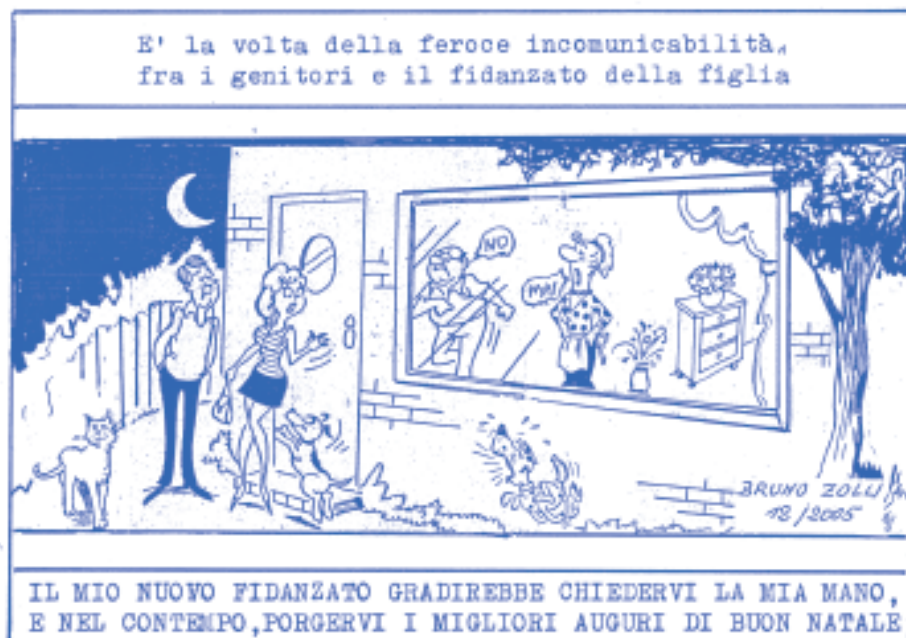 E' la volta della feroce incomunicabilità,
fra i genitori e il fidanzato della figlia
NO
MAI
BRUNO ZOLI
12/2005
IL MIO NUOVO FIDANZATO GRADIREBBE CHIEDERVI LA MIA MANO,
E NEL CONTEMPO, PORGERVI I MIGLIORI AUGURI DI BUON NATALE